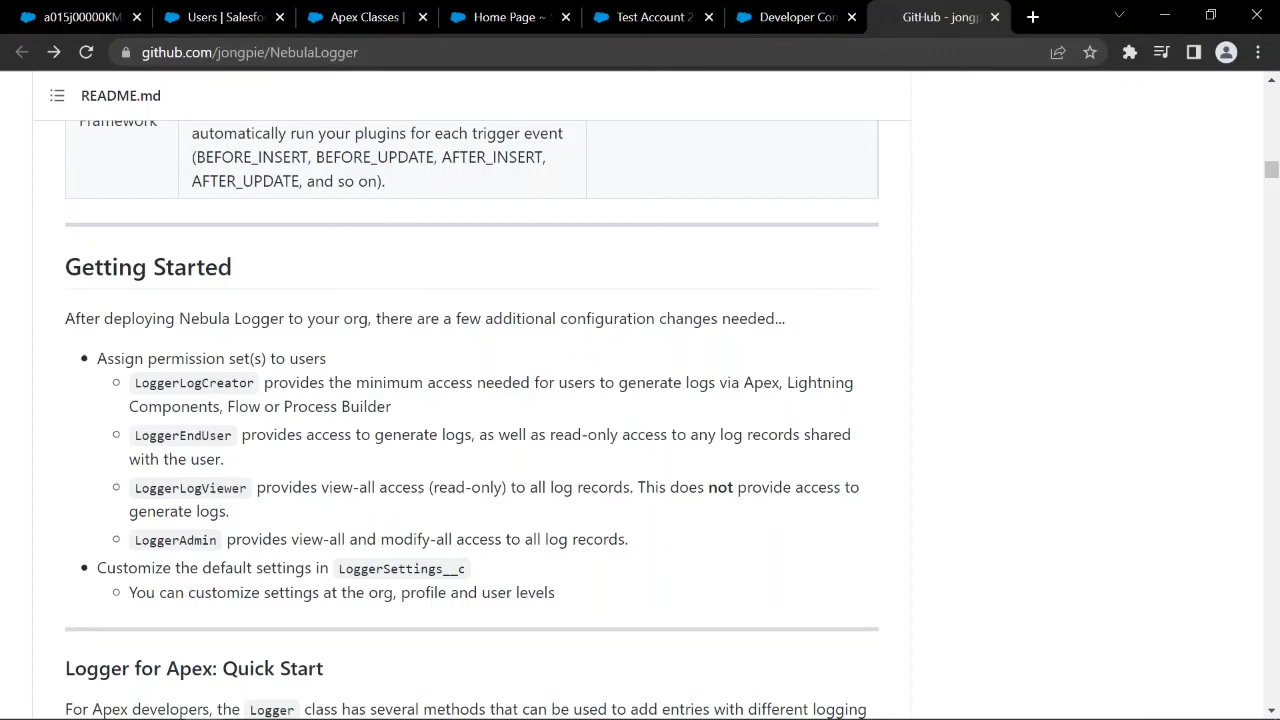 a015j00000KM
Users | Salesfo
Apex Classes |
Home Page ~
Test Account 2
Developer Con
GitHub - jongp
github.com/jongpie/NebulaLogger
README.md
Framework
automatically run your plugins for each trigger event
(BEFORE_INSERT, BEFORE_UPDATE, AFTER_INSERT,
AFTER_UPDATE, and so on).
Getting Started
After deploying Nebula Logger to your org, there are a few additional configuration changes needed...
• Assign permission set(s) to users
○ LoggerLogCreator provides the minimum access needed for users to generate logs via Apex, Lightning
Components, Flow or Process Builder
○ LoggerEndUser provides access to generate logs, as well as read-only access to any log records shared
with the user.
○ LoggerLogViewer provides view-all access (read-only) to all log records. This does not provide access to
generate logs.
○ LoggerAdmin provides view-all and modify-all access to all log records.
• Customize the default settings in LoggerSettings__c
○ You can customize settings at the org, profile and user levels
Logger for Apex: Quick Start
For Apex developers, the Logger class has several methods that can be used to add entries with different logging